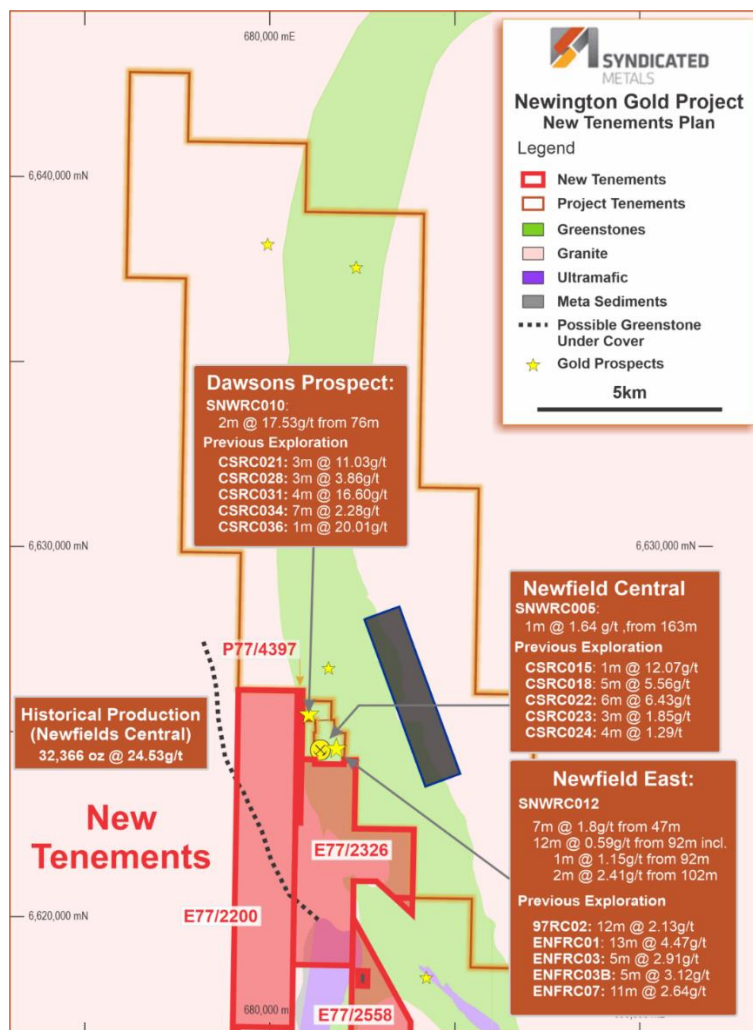 680,000 mE
SYNDICATED
METALS
Newington Gold Project
New Tenements Plan
Legend
New Tenements
Project Tenements
Greenstones
Granite
Ultramafic
Meta Sediments
Possible Greenstone
Under Cover
Gold Prospects
5km
6,640,000 mN
Dawsons Prospect:
SNWRC010:
2m @ 17.53g/t from 76m
Previous Exploration
CSRC021: 3m @ 11.03g/t
CSRC028: 3m @ 3.86g/t
CSRC031: 4m @ 16.60g/t
CSRC034: 7m @ 2.28g/t
CSRC036: 1m @ 20.01g/t
6,630,000 mN
6,630,000 mN
Newfield Central
SNWRC005:
1m @ 1.64 g/t ,from 163m
Previous Exploration
CSRC015: 1m @ 12.07g/t
CSRC018: 5m @ 5.56g/t
CSRC022: 6m @ 6.43g/t
CSRC023: 3m @ 1.85g/t
CSRC024: 4m @ 1.29/t
P77/4397
Historical Production
(Newfields Central)
32,366 oz @ 24.53g/t
New
Tenements
E77/2326
E77/2200
Newfield East:
SNWRC012
7m @ 1.8g/t from 47m
12m @ 0.59g/t from 92m incl.
1m @ 1.15g/t from 92m
2m @ 2.41g/t from 102m
Previous Exploration
97RC02: 12m @ 2.13g/t
ENFRC01: 13m @ 4.47g/t
ENFRC03: 5m @ 2.91g/t
ENFRC03B: 5m @ 3.12g/t
ENFRC07: 11m @ 2.64g/t
6,620,000 mN
680,000 m
E77/2558